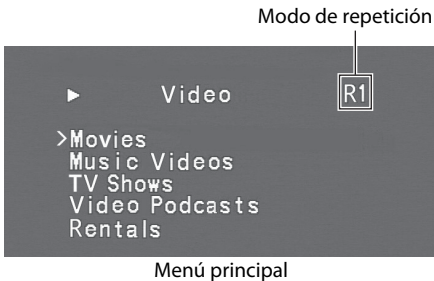 Modo de repetición
► Video R1
>Movies
Music Videos
TV Shows
Video Podcasts
Rentals
Menú principal